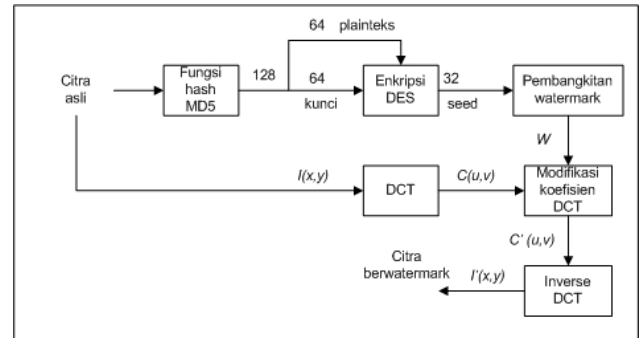 64 plainteks
Citra
asli
Fungsi
hash
MD5
128
64
kunci
Enkripsi
DES
32
seed
Pembangkitan
watermark
W
I(x,y)
DCT
C(u,v)
Modifikasi
koefisien
DCT
C' (u,v)
Citra
berwatermark
I'(x,y)
Inverse
DCT